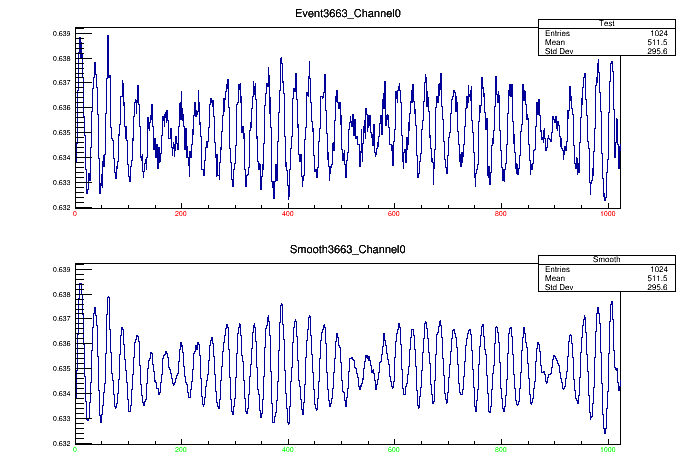 Event3663_Channel0
Test
Entries 1024
Mean 511.5
Std Dev 295.6
0.639
0.638
0.637
0.636
0.635
0.634
0.633
0.632
0 200 400 600 800 1000
Smooth3663_Channel0
Smooth
Entries 1024
Mean 511.5
Std Dev 295.6
0.639
0.638
0.637
0.636
0.635
0.634
0.633
0.632
0 200 400 600 800 1000